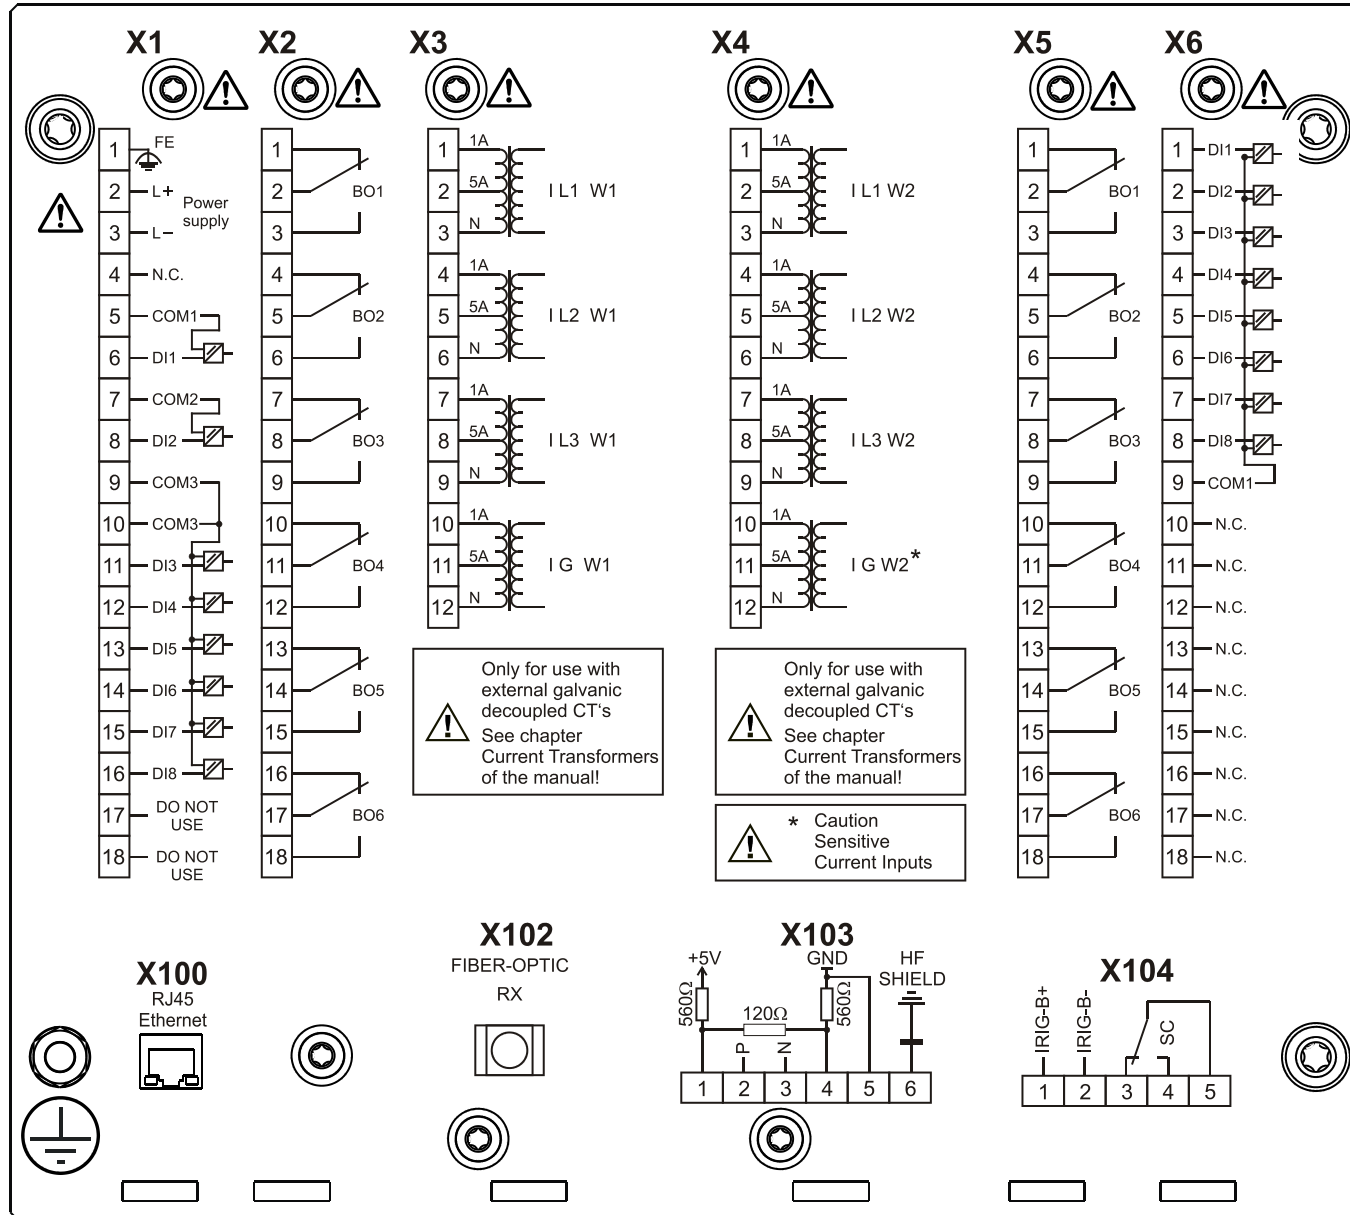 X1
1 FE
2 L+
Power
supply
3 L−
4 N.C.
5 COM1
6 DI1
7 COM2
8 DI2
9 COM3
10 COM3
11 DI3
12 DI4
13 DI5
14 DI6
15 DI7
16 DI8
17 DO NOT
USE
18 DO NOT
USE
X2
1
2 BO1
3
4
5 BO2
6
7
8 BO3
9
10
11 BO4
12
13
14 BO5
15
16
17 BO6
18
X3
1 1A
2 5A I L1 W1
3 N
4 1A
5 5A I L2 W1
6 N
7 1A
8 5A I L3 W1
9 N
10 1A
11 5A I G W1
12 N
Only for use with
external galvanic
decoupled CT‘s
See chapter
Current Transformers
of the manual!
X4
1 1A
2 5A I L1 W2
3 N
4 1A
5 5A I L2 W2
6 N
7 1A
8 5A I L3 W2
9 N
10 1A
11 5A I G W2*
12 N
Only for use with
external galvanic
decoupled CT‘s
See chapter
Current Transformers
of the manual!
* Caution
Sensitive
Current Inputs
X5
1
2 BO1
3
4
5 BO2
6
7
8 BO3
9
10
11 BO4
12
13
14 BO5
15
16
17 BO6
18
X6
1 DI1
2 DI2
3 DI3
4 DI4
5 DI5
6 DI6
7 DI7
8 DI8
9 COM1
10 N.C.
11 N.C.
12 N.C.
13 N.C.
14 N.C.
15 N.C.
16 N.C.
17 N.C.
18 N.C.
X100
RJ45
Ethernet
X102
FIBER-OPTIC
RX
X103
+5V GND HF
SHIELD
560Ω 120Ω 560Ω
P N
1 2 3 4 5 6
X104
IRIG-B+ IRIG-B- SC
1 2 3 4 5